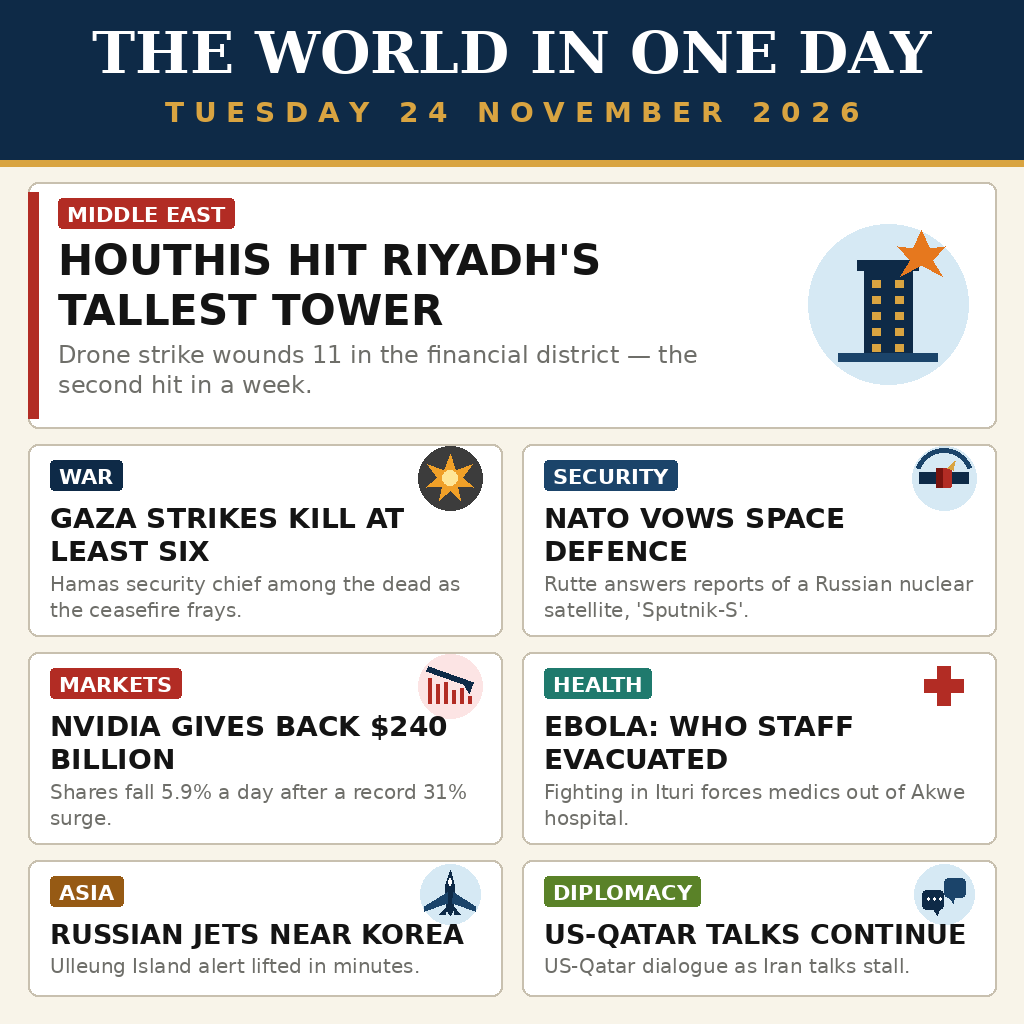 THE WORLD IN ONE DAY
TUESDAY 24 NOVEMBER 2026
MIDDLE EAST
HOUTHIS HIT RIYADH'S
TALLEST TOWER
Drone strike wounds 11 in the financial district — the
second hit in a week.
WAR
GAZA STRIKES KILL AT
LEAST SIX
Hamas security chief among the dead as
the ceasefire frays.
SECURITY
NATO VOWS SPACE
DEFENCE
Rutte answers reports of a Russian nuclear
satellite, 'Sputnik-S'.
MARKETS
NVIDIA GIVES BACK $240
BILLION
Shares fall 5.9% a day after a record 31%
surge.
HEALTH
EBOLA: WHO STAFF
EVACUATED
Fighting in Ituri forces medics out of Akwe
hospital.
ASIA
RUSSIAN JETS NEAR KOREA
Ulleung Island alert lifted in minutes.
DIPLOMACY
US-QATAR TALKS CONTINUE
US-Qatar dialogue as Iran talks stall.